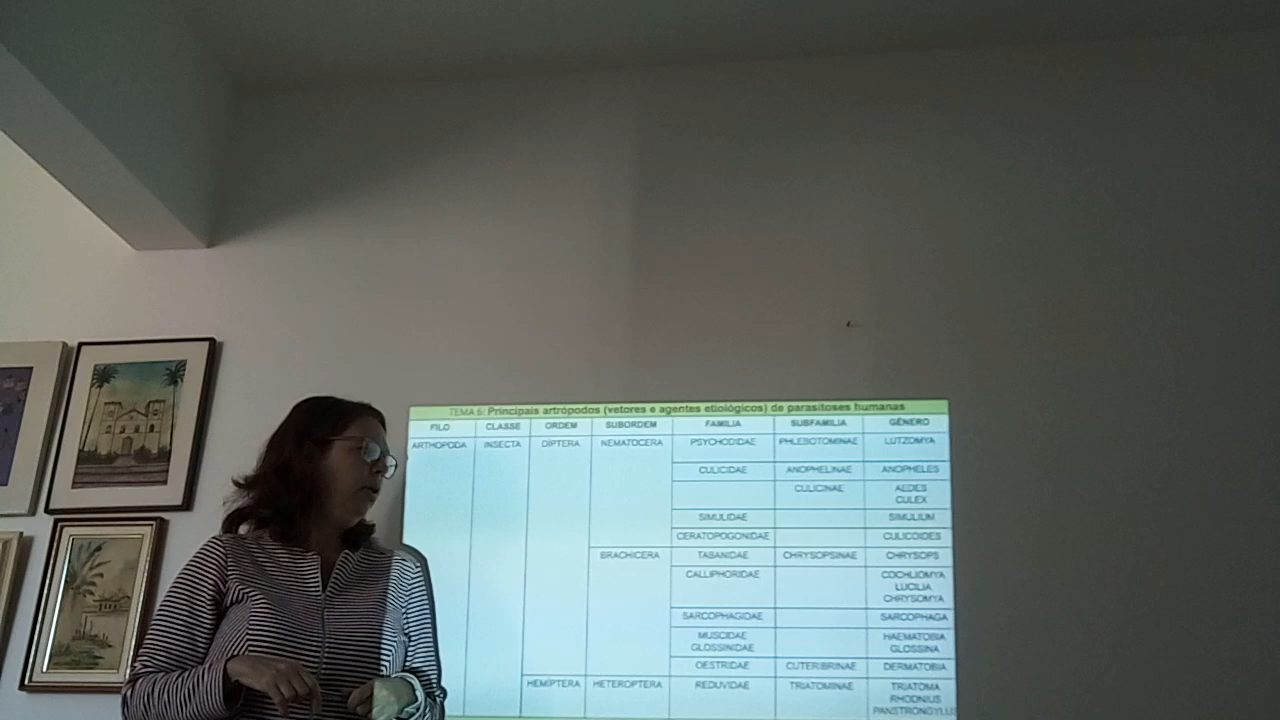 TEMA 6: Principais artrópodos (vetores e agentes etiológicos) de parasitoses humanas
FILO CLASSE ORDEM SUBORDEM FAMILIA SUBFAMILIA GÊNERO
ARTHOPODA INSECTA DIPTERA NEMATOCERA PSYCHODIDAE PHLEBOTOMINAE LUTZOMYA
CULICIDAE ANOPHELINAE ANOPHELES
CULICINAE AEDES
CULEX
SIMULIDAE SIMULIUM
CERATOPOGONIDAE CULICOIDES
BRACHICERA TABANIDAE CHRYSOPSINAE CHRYSOPS
CALLIPHORIDAE COCHLIOMYA
LUCILIA
CHRYSOMYA
SARCOPHAGIDAE SARCOPHAGA
MUSCIDAE HAEMATOBIA
GLOSSINIDAE GLOSSINA
OESTRIDAE CUTERIBRINAE DERMATOBIA
HEMIPTERA HETEROPTERA REDUVIDAE TRIATOMINAE TRIATOMA
RHODNIUS
PANSTRONGYLUS